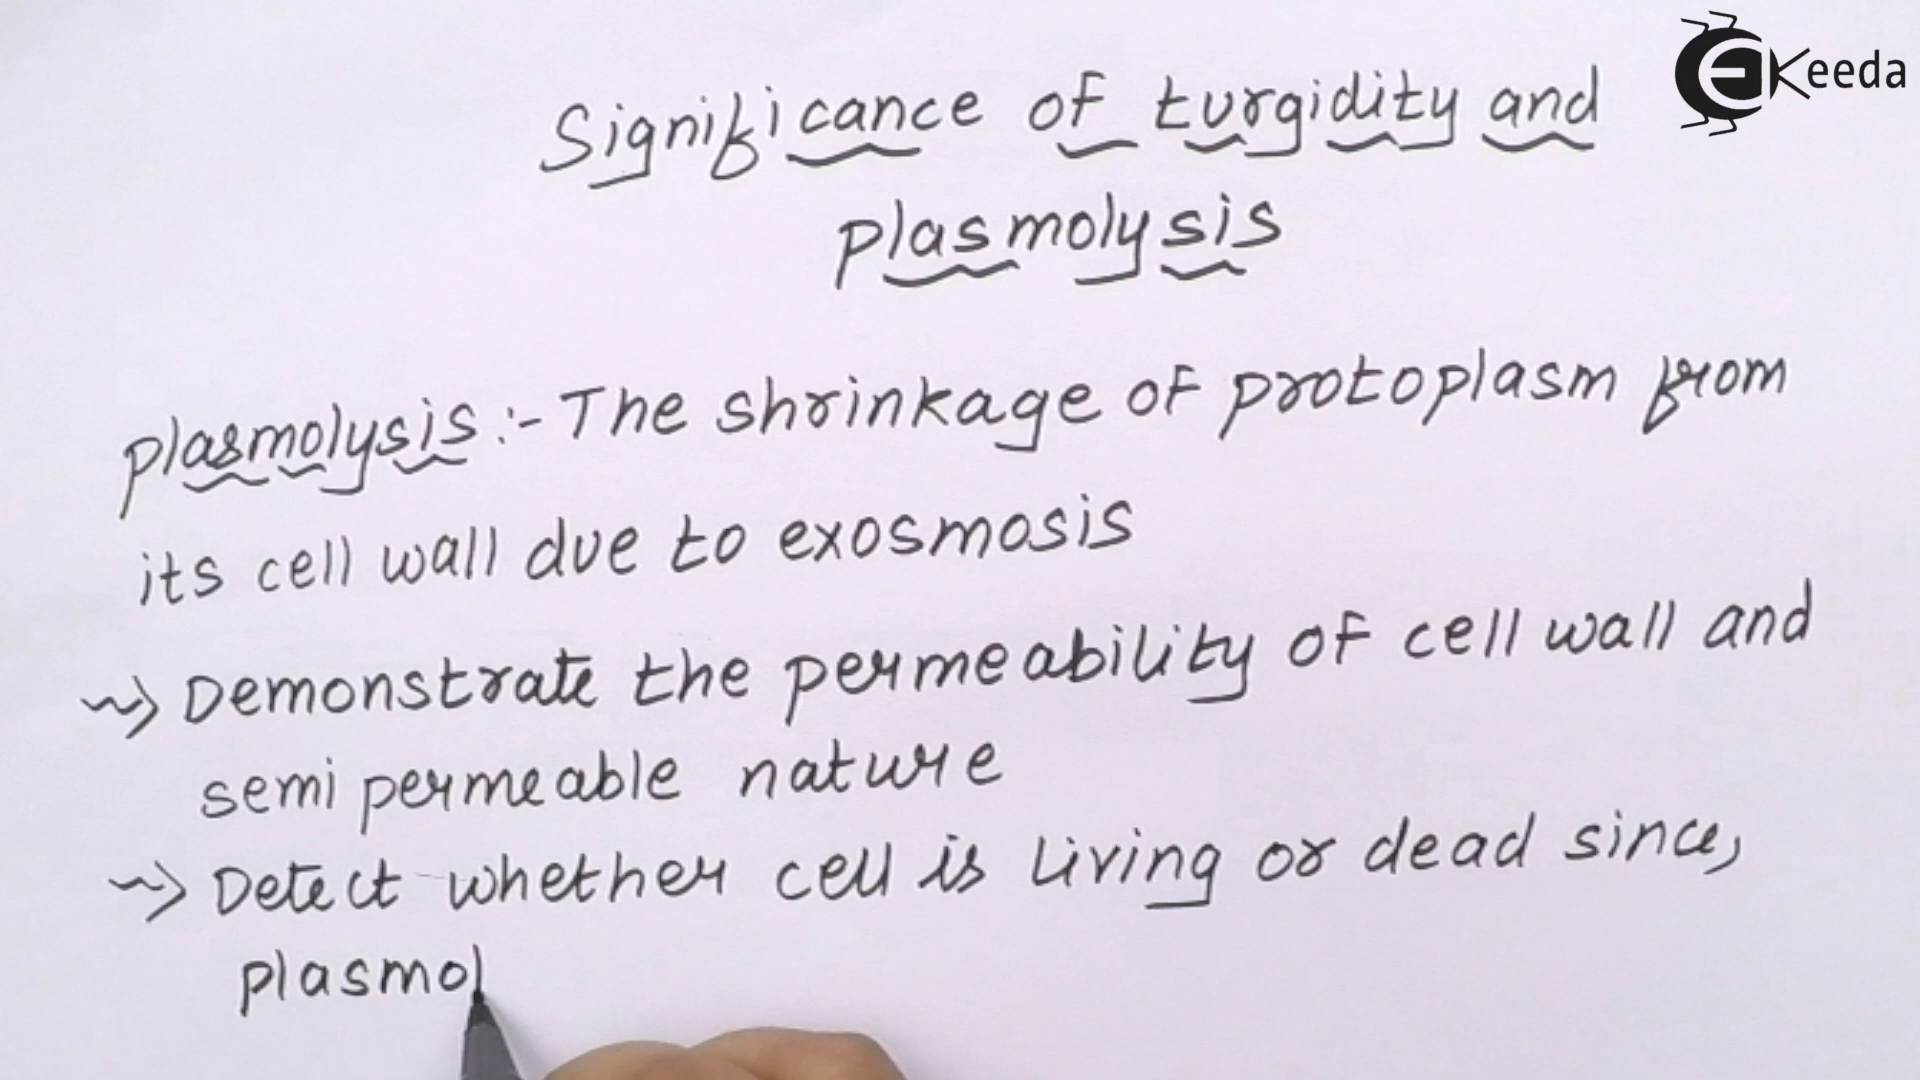 Significance of turgidity and
plasmolysis
EKeeda
plasmolysis :- The shrinkage of protoplasm from
its cell wall due to exosmosis
~> Demonstrate the permeability of cell wall and
semi permeable nature
~> Detect whether cell is living or dead since,
plasmol